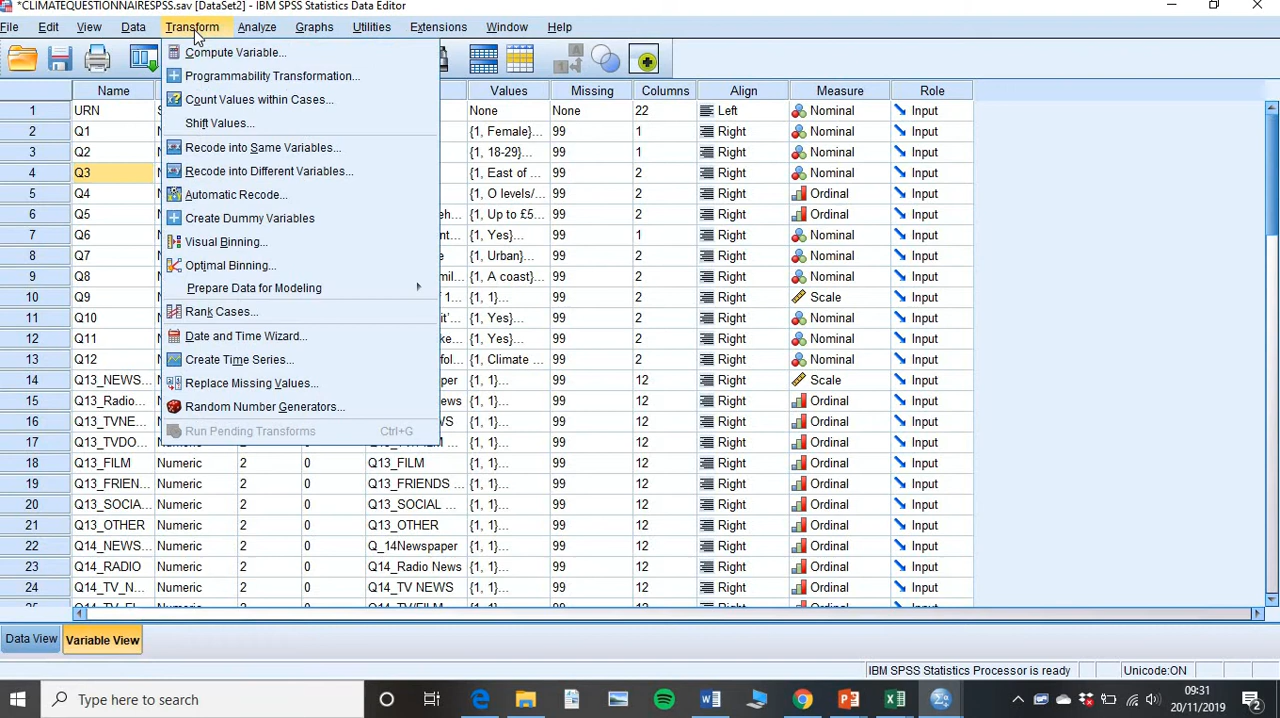 *CLIMATEQUESTIONNAIRESPSS.sav [DataSet2] - IBM SPSS Statistics Data Editor
File Edit View Data Transform Analyze Graphs Utilities Extensions Window Help
Compute Variable...
Programmability Transformation...
Count Values within Cases...
Shift Values...
Recode into Same Variables...
Recode into Different Variables...
Automatic Recode...
Create Dummy Variables
Visual Binning...
Optimal Binning...
Prepare Data for Modeling
Rank Cases...
Date and Time Wizard...
Create Time Series...
Replace Missing Values...
Random Number Generators...
Run Pending Transforms Ctrl+G
Name Values Missing Columns Align Measure Role
1 URN None None 22 Left Nominal Input
2 Q1 {1, Female}... 99 1 Right Nominal Input
3 Q2 {1, 18-29}... 99 1 Right Nominal Input
4 Q3 {1, East of ... 99 1 Right Nominal Input
5 Q4 {1, O levels/... 99 2 Right Ordinal Input
6 Q5 {1, Up to £5... 99 2 Right Ordinal Input
7 Q6 {1, Yes}... 99 1 Right Nominal Input
8 Q7 {1, Urban}... 99 2 Right Nominal Input
9 Q8 {1, A coast}... 99 2 Right Nominal Input
10 Q9 {1, 1}... 99 2 Right Scale Input
11 Q10 {1, Yes}... 99 2 Right Nominal Input
12 Q11 {1, Yes}... 99 2 Right Nominal Input
13 Q12 {1, Climate ... 99 2 Right Nominal Input
14 Q13_NEWS... {1, 1}... 99 12 Right Scale Input
15 Q13_Radio... {1, 1}... 99 12 Right Ordinal Input
16 Q13_TVNE... {1, 1}... 99 12 Right Ordinal Input
17 Q13_TVDO... Numeric 2 0 {1, 1}... 99 12 Right Ordinal Input
18 Q13_FILM Numeric 2 0 Q13_FILM {1, 1}... 99 12 Right Ordinal Input
19 Q13_FRIEN... Numeric 2 0 Q13_FRIENDS ... {1, 1}... 99 12 Right Ordinal Input
20 Q13_SOCIA... Numeric 2 0 Q13_SOCIAL ... {1, 1}... 99 12 Right Ordinal Input
21 Q13_OTHER Numeric 2 0 Q13_OTHER {1, 1}... 99 12 Right Ordinal Input
22 Q14_NEWS... Numeric 2 0 Q_14Newspaper {1, 1}... 99 12 Right Ordinal Input
23 Q14_RADIO Numeric 2 0 Q14_Radio News {1, 1}... 99 12 Right Ordinal Input
24 Q14_TV_N... Numeric 2 0 Q14_TV NEWS {1, 1}... 99 12 Right Ordinal Input
Data View Variable View
IBM SPSS Statistics Processor is ready Unicode:ON
Type here to search
09:31
20/11/2019
2